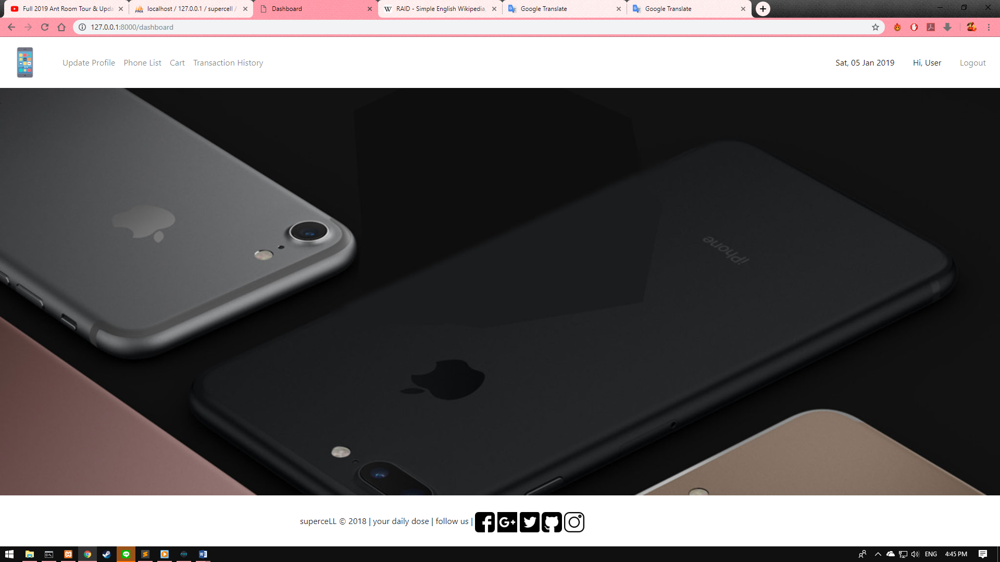 Full 2019 Ant Room Tour & Upda
localhost / 127.0.0.1 / supercell /
Dashboard
RAID - Simple English Wikipedia,
Google Translate
Google Translate
127.0.0.1:8000/dashboard
Update Profile Phone List Cart Transaction History
Sat, 05 Jan 2019 Hi, User Logout
iPhone
superceLL © 2018 | your daily dose | follow us |
ENG 4:45 PM